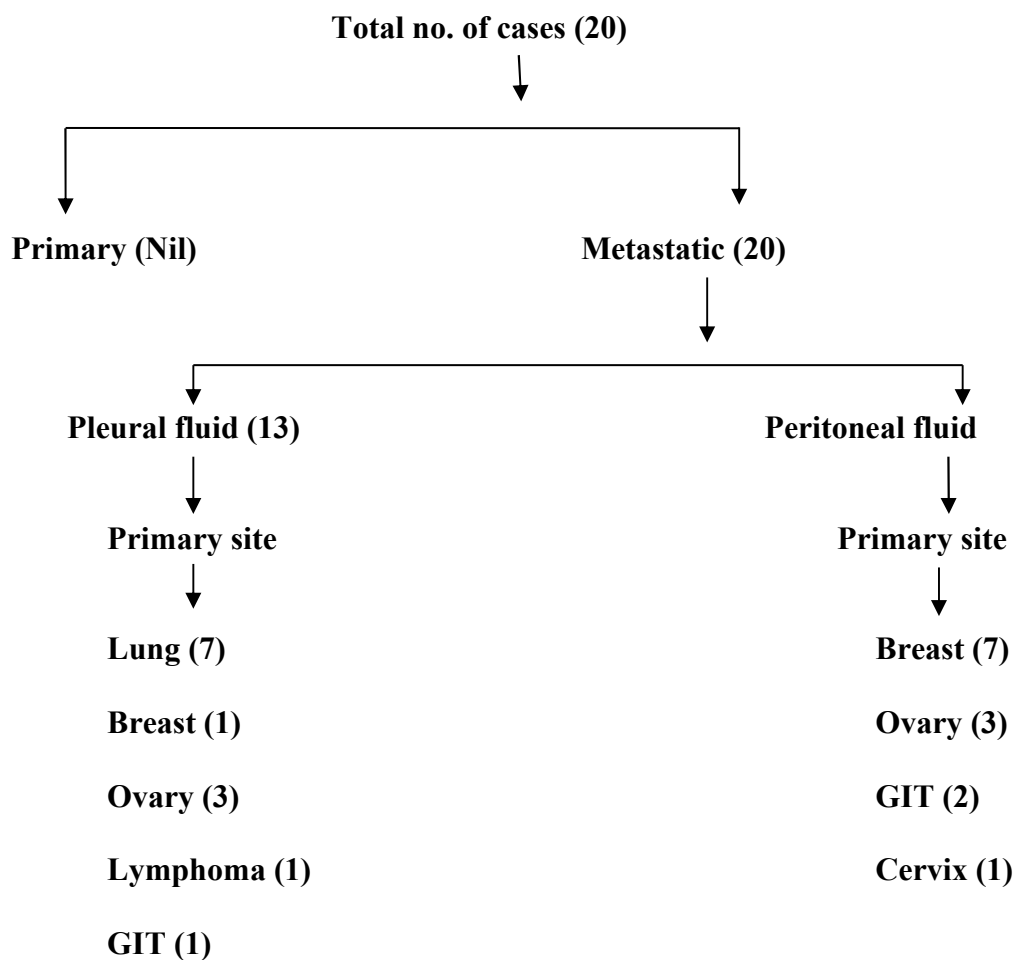 Total no. of cases (20)
Primary (Nil)
Metastatic (20)
Pleural fluid (13)
Peritoneal fluid
Primary site
Primary site
Lung (7)
Breast (7)
Breast (1)
Ovary (3)
Ovary (3)
GIT (2)
Lymphoma (1)
Cervix (1)
GIT (1)